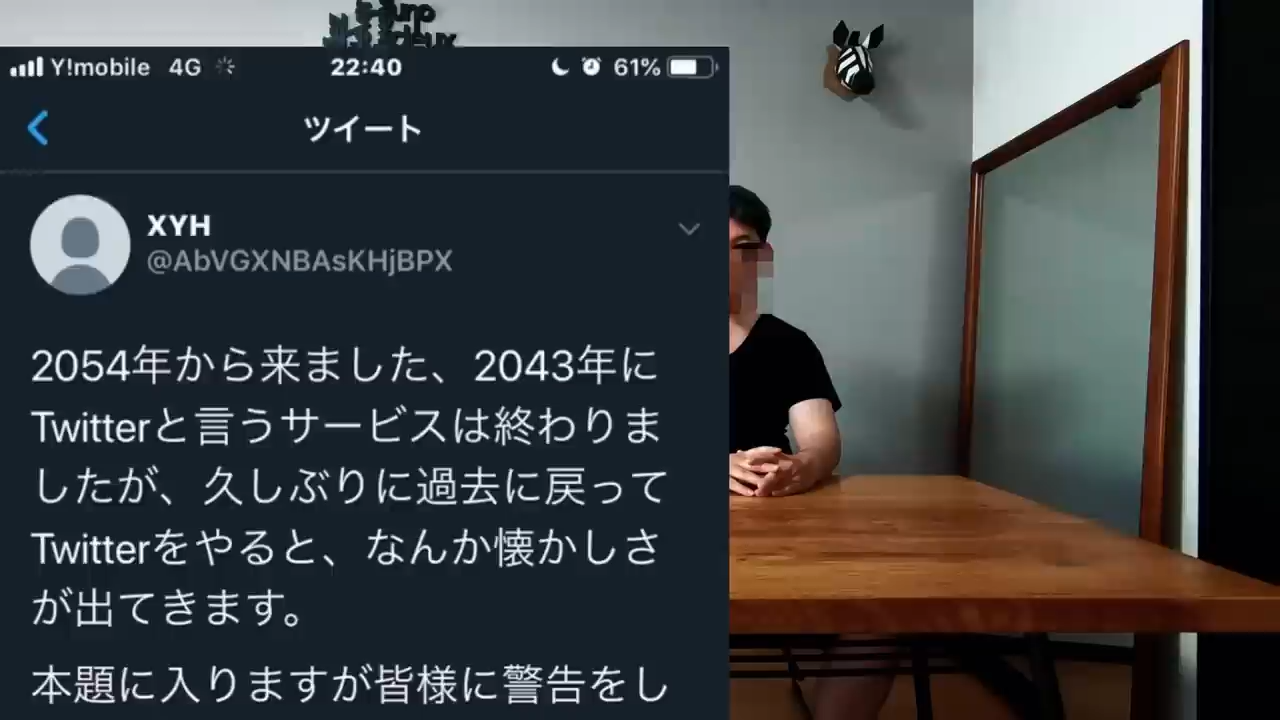 Y!mobile 4G 22:40 61%
ツイート
XYH
@AbVGXNBAsKHjBPX
2054年から来ました、2043年に
Twitterと言うサービスは終わりま
したが、久しぶりに過去に戻って
Twitterをやると、なんか懐かしさ
が出てきます。
本題に入りますが皆様に警告をし